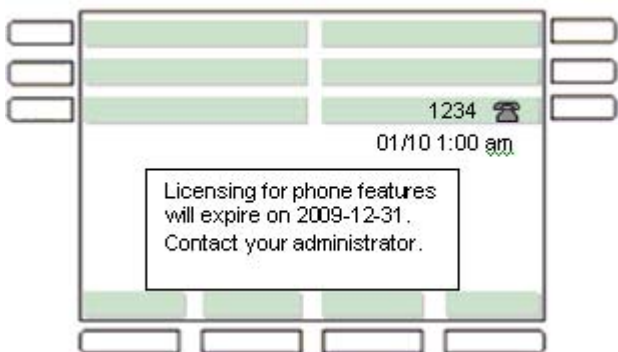 1234
01/10 1:00 am
Licensing for phone features
will expire on 2009-12-31.
Contact your administrator.